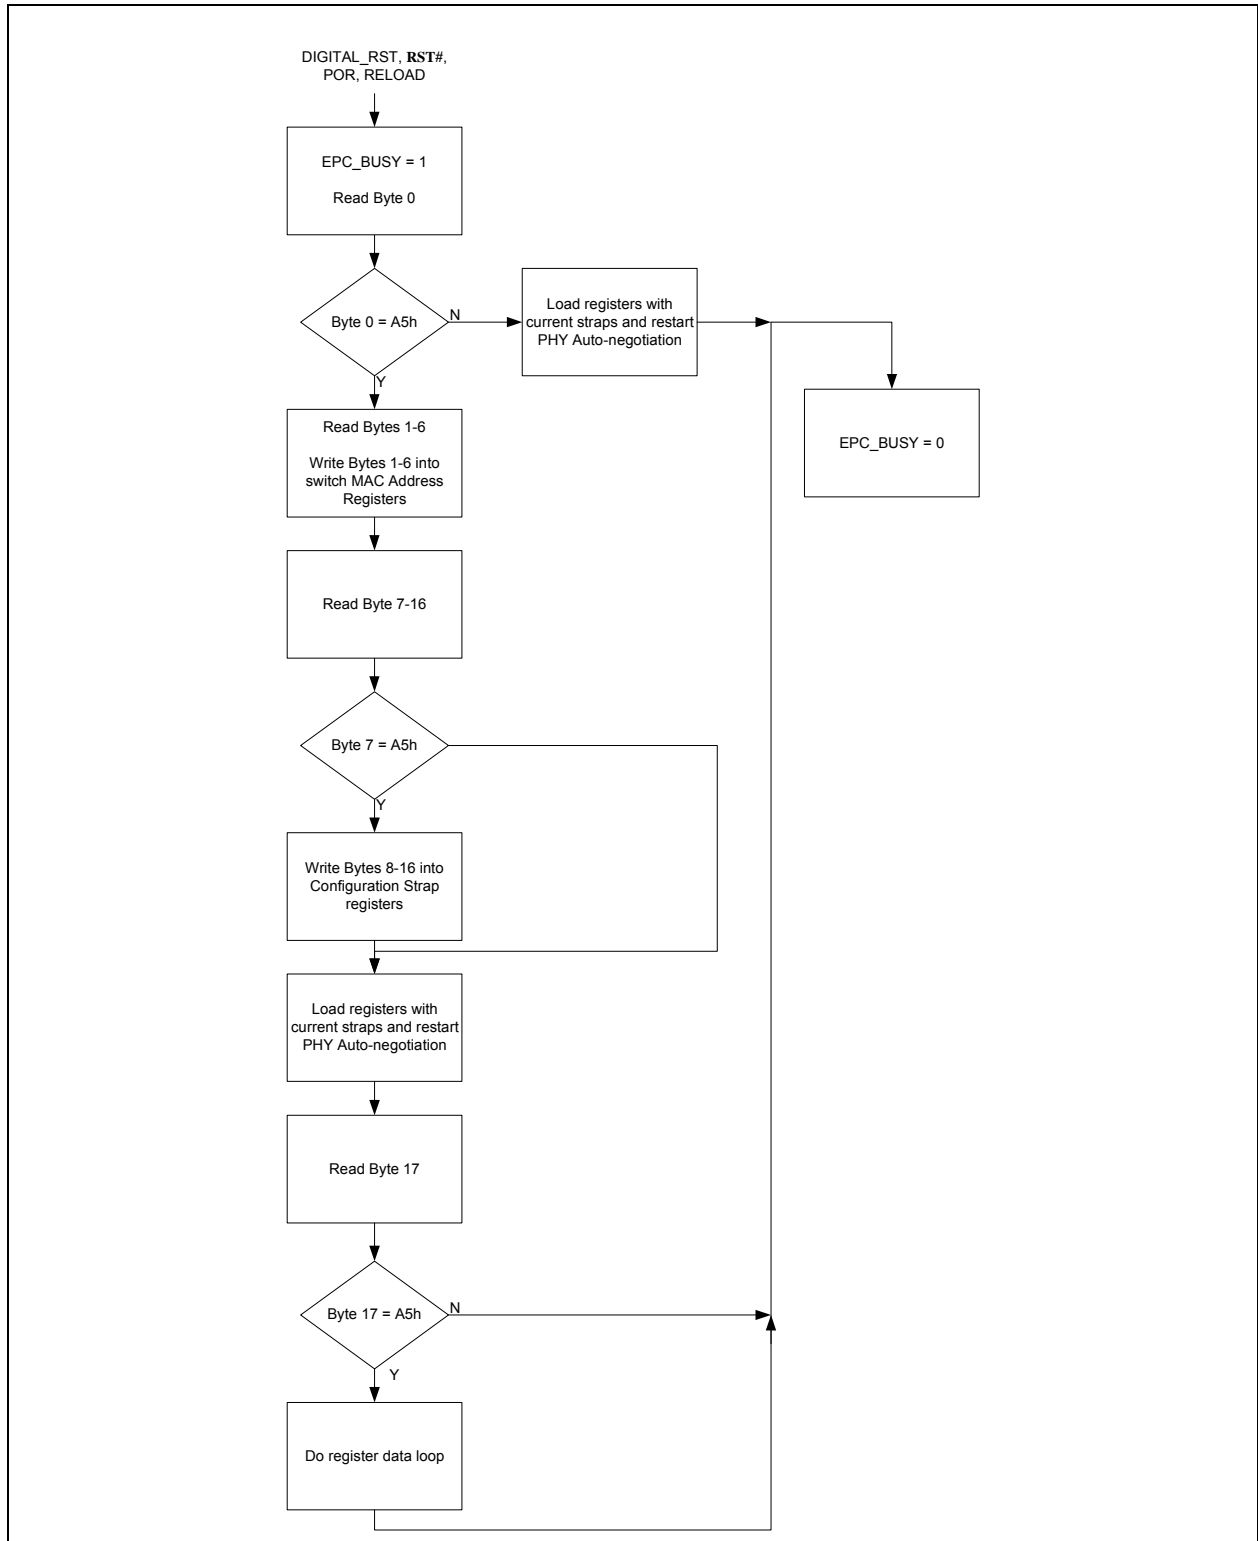 DIGITAL_RST, RST#,
POR, RELOAD
EPC_BUSY = 1
Read Byte 0
Byte 0 = A5h
N
Load registers with
current straps and restart
PHY Auto-negotiation
Y
EPC_BUSY = 0
Read Bytes 1-6
Write Bytes 1-6 into
switch MAC Address
Registers
Read Byte 7-16
Byte 7 = A5h
Y
Write Bytes 8-16 into
Configuration Strap
registers
Load registers with
current straps and restart
PHY Auto-negotiation
Read Byte 17
Byte 17 = A5h
N
Y
Do register data loop